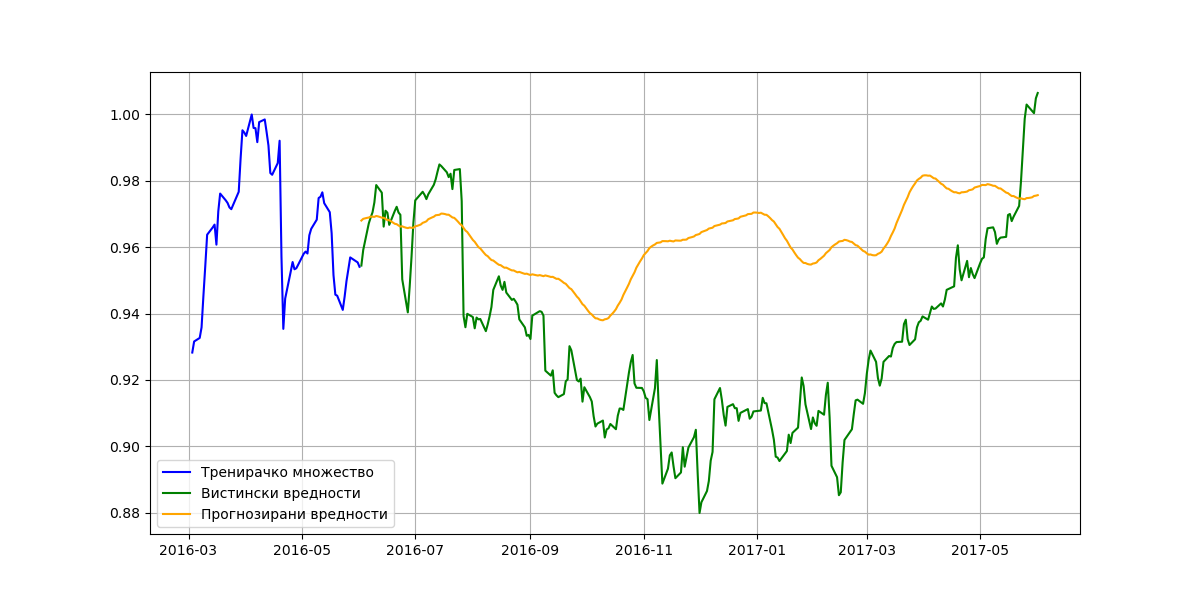 1.00
0.98
0.96
0.94
0.92
0.90
0.88
Тренирачко множество
Вистински вредности
Прогнозирани вредности
2016-03 2016-05 2016-07 2016-09 2016-11 2017-01 2017-03 2017-05